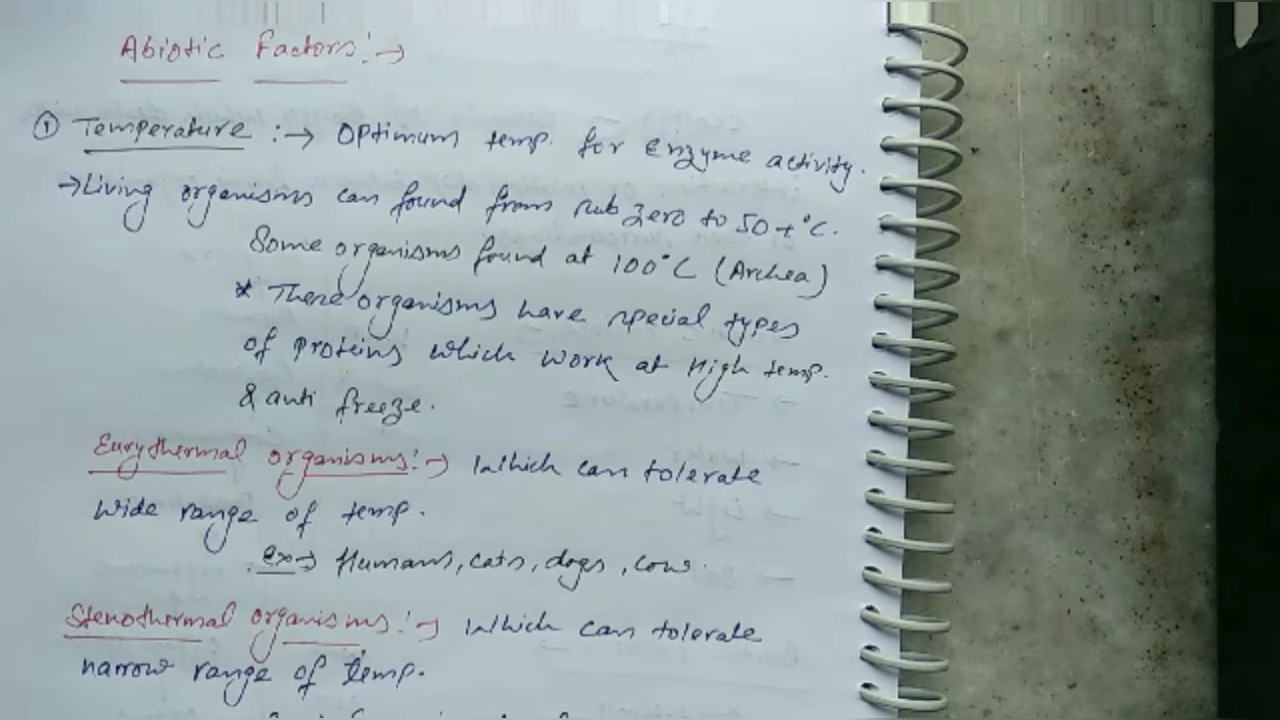 Abiotic Factors:→
① Temperature :→ Optimum temp. for enzyme activity.
→Living organisms can found from sub zero to 50+°C.
Some organisms found at 100°C (Archea)
* These organisms have special types
of proteins which work at High temp.
& anti freeze.
Eurythermal organisms:→ Which can tolerate
wide range of temp.
ex→ Humans, cats, dogs, cow.
Stenothermal organisms:→ Which can tolerate
narrow range of temp.